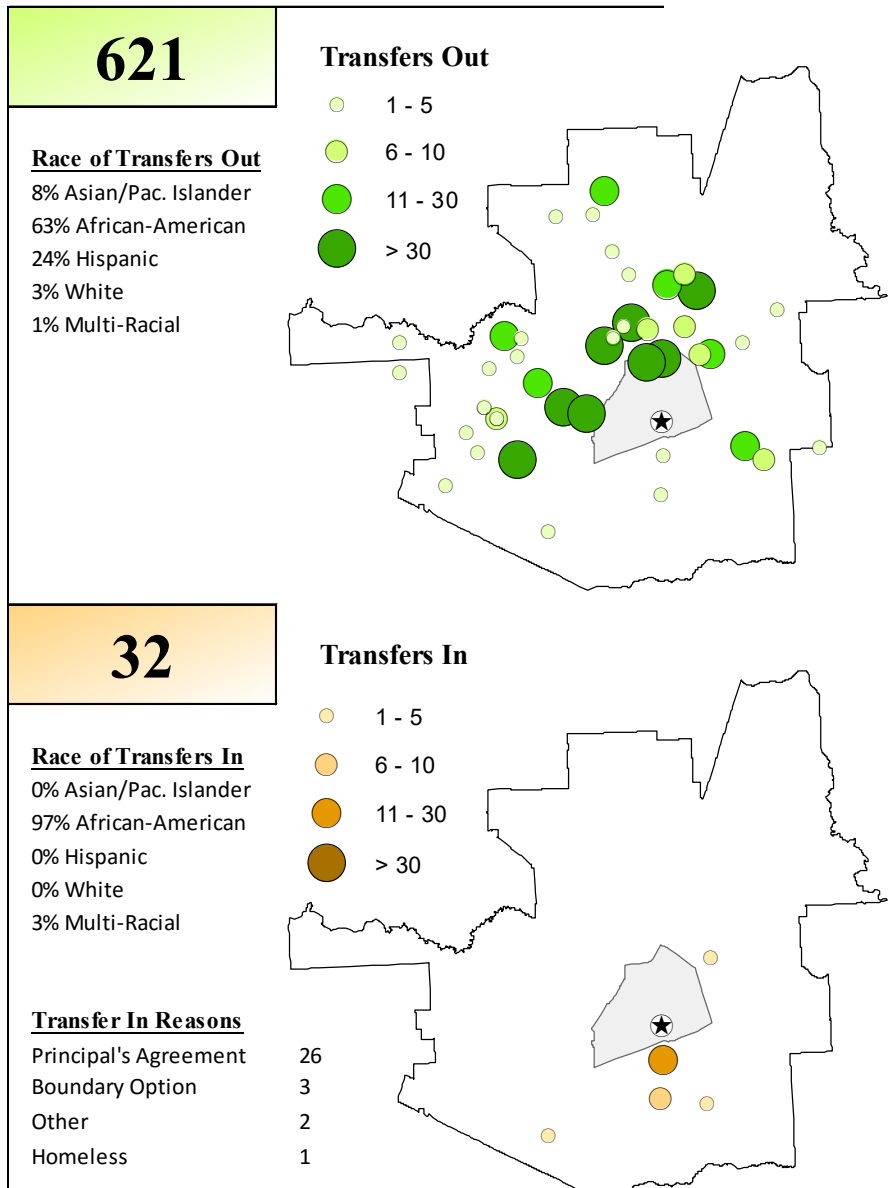 621
Transfers Out
1 - 5
6 - 10
11 - 30
> 30
Race of Transfers Out
8% Asian/Pac. Islander
63% African-American
24% Hispanic
3% White
1% Multi-Racial
32
Transfers In
1 - 5
6 - 10
11 - 30
> 30
Race of Transfers In
0% Asian/Pac. Islander
97% African-American
0% Hispanic
0% White
3% Multi-Racial
Transfer In Reasons
Principal's Agreement 26
Boundary Option 3
Other 2
Homeless 1